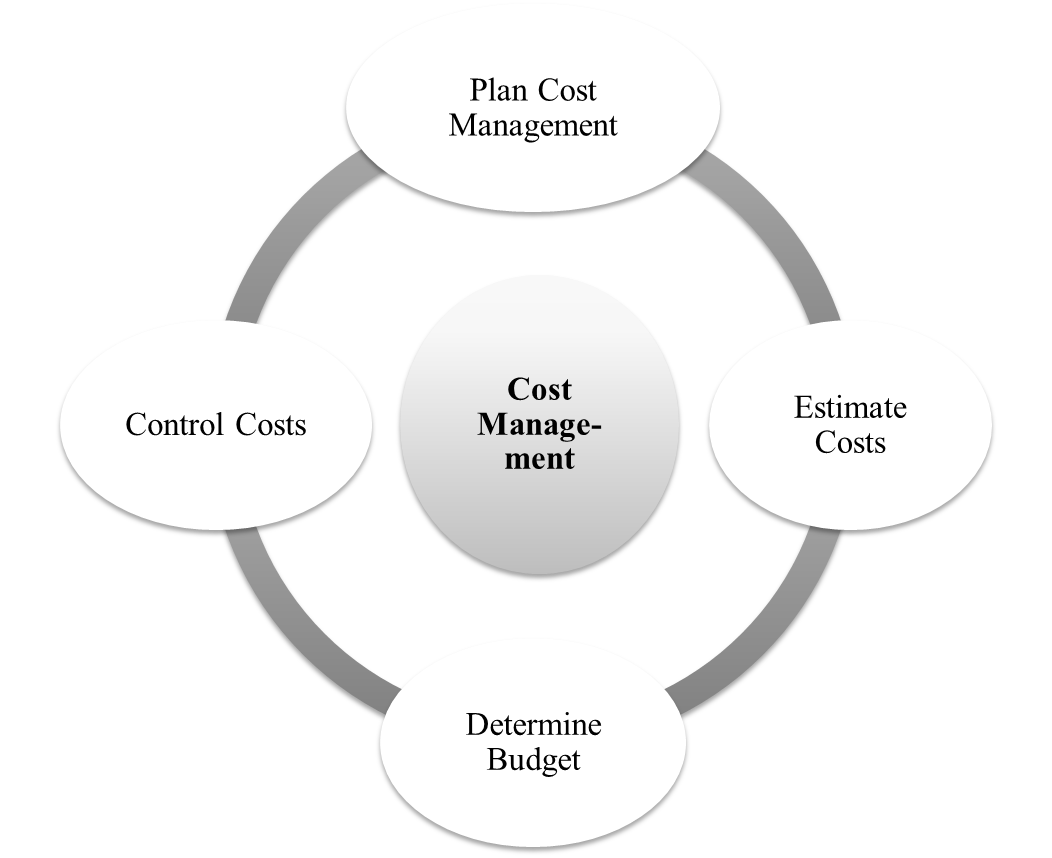 Plan Cost
Management
Control Costs
Cost
Manage-
ment
Estimate
Costs
Determine
Budget